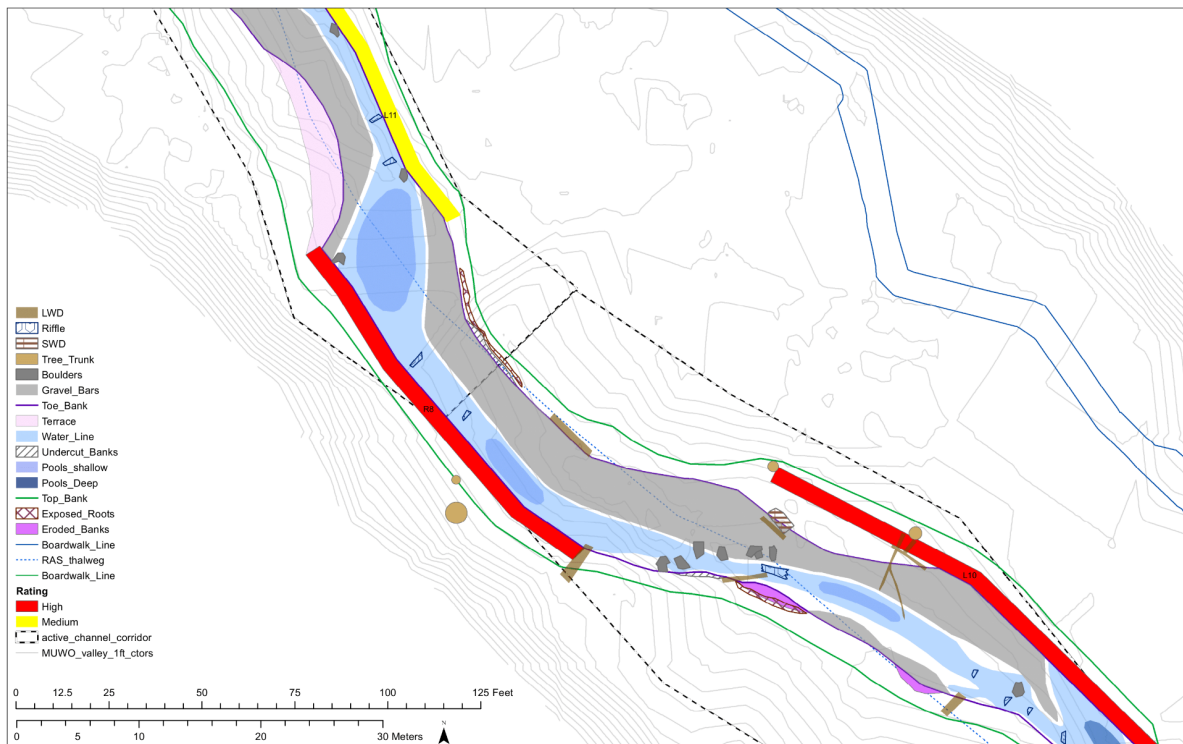 L11
R8
L10
LWD
Riffle
SWD
Tree_Trunk
Boulders
Gravel_Bars
Toe_Bank
Terrace
Water_Line
Undercut_Banks
Pools_shallow
Pools_Deep
Top_Bank
Exposed_Roots
Eroded_Banks
Boardwalk_Line
RAS_thalweg
Boardwalk_Line
Rating
High
Medium
active_channel_corridor
MUWO_valley_1ft_ctors
0 12.5 25 50 75 100 125 Feet
0 5 10 20 30 Meters
N